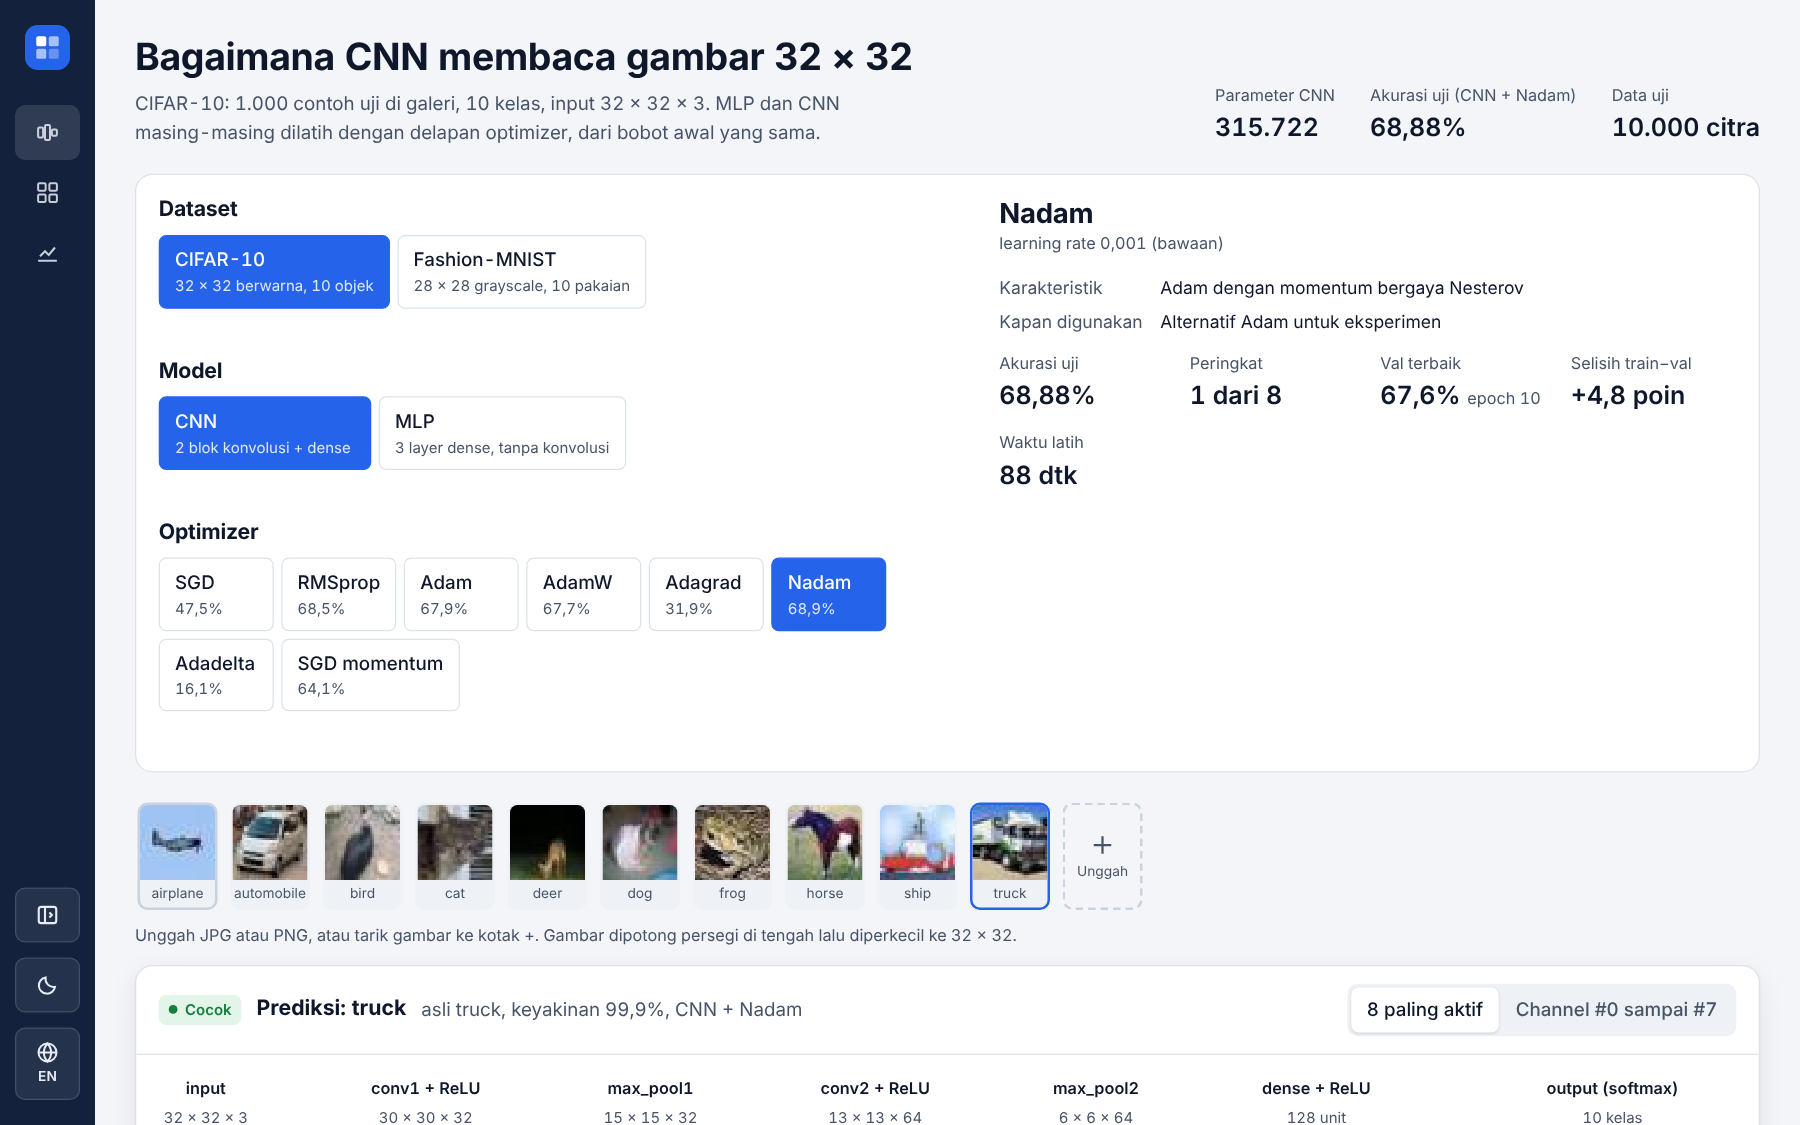 Bagaimana CNN membaca gambar 32 × 32
CIFAR-10: 1.000 contoh uji di galeri, 10 kelas, input 32 × 32 × 3. MLP dan CNN
masing-masing dilatih dengan delapan optimizer, dari bobot awal yang sama.
Parameter CNN
315.722
Akurasi uji (CNN + Nadam)
68,88%
Data uji
10.000 citra
Dataset
CIFAR-10
32 × 32 berwarna, 10 objek
Fashion-MNIST
28 × 28 grayscale, 10 pakaian
Model
CNN
2 blok konvolusi + dense
MLP
3 layer dense, tanpa konvolusi
Optimizer
SGD
47,5%
RMSprop
68,5%
Adam
67,9%
AdamW
67,7%
Adagrad
31,9%
Nadam
68,9%
Adadelta
16,1%
SGD momentum
64,1%
Nadam
learning rate 0,001 (bawaan)
Karakteristik Adam dengan momentum bergaya Nesterov
Kapan digunakan Alternatif Adam untuk eksperimen
Akurasi uji
68,88%
Peringkat
1 dari 8
Val terbaik
67,6% epoch 10
Selisih train–val
+4,8 poin
Waktu latih
88 dtk
airplane
automobile
bird
cat
deer
dog
frog
horse
ship
truck
+
Unggah
Unggah JPG atau PNG, atau tarik gambar ke kotak +. Gambar dipotong persegi di tengah lalu diperkecil ke 32 × 32.
Cocok
Prediksi: truck
asli truck, keyakinan 99,9%, CNN + Nadam
8 paling aktif
Channel #0 sampai #7
input
32 × 32 × 3
conv1 + ReLU
30 × 30 × 32
max_pool1
15 × 15 × 32
conv2 + ReLU
13 × 13 × 64
max_pool2
6 × 6 × 64
dense + ReLU
128 unit
output (softmax)
10 kelas
EN